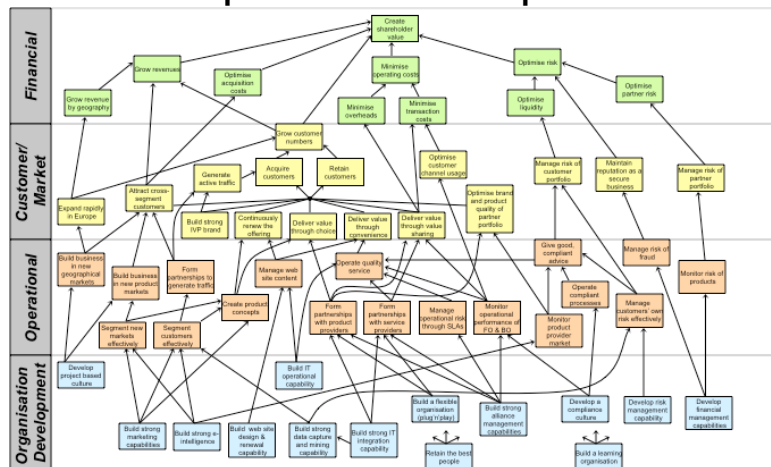 Financial
Create
shareholder
value
Grow revenues
Optimise
acquisition
costs
Minimise
operating costs
Optimise risk
Grow revenue
by geography
Minimise
overheads
Minimise
transaction
costs
Optimise
liquidity
Optimise
partner risk
Customer/
Market
Grow customer
numbers
Generate
active traffic
Acquire
customers
Retain
customers
Optimise
customer
channel usage
Manage risk of
customer
portfolio
Maintain
reputation as a
secure
business
Manage risk of
partner
portfolio
Expand rapidly
in Europe
Attract cross-
segment
customers
Build strong
IVP brand
Continuously
renew the
offering
Deliver value
through choice
Deliver value
through
convenience
Deliver value
through value
sharing
Optimise brand
and product
quality of
partner
portfolio
Operational
Build business
in new
geographical
markets
Build business
in new product
markets
Form
partnerships to
generate traffic
Manage web
site content
Operate quality
service
Give good,
compliant
advice
Manage risk of
fraud
Monitor risk of
products
Create product
concepts
Operate
compliant
processes
Segment new
markets
effectively
Segment
customers
effectively
Form
partnerships
with product
providers
Form
partnerships
with service
providers
Manage
operational risk
through SLAs
Monitor
operational
performance of
FO & BO
Monitor
product
provider
market
Manage
customers' own
risk effectively
Organisation
Development
Develop
project based
culture
Build IT
operational
capability
Build strong
marketing
capabilities
Build strong e-
intelligence
Build web site
design &
renewal
capability
Build strong
data capture
and mining
capability
Build strong IT
integration
capability
Build a flexible
organisation
(plug'n'play)
Build strong
alliance
management
capabilities
Develop a
compliance
culture
Develop risk
management
capability
Develop
financial
management
capabilities
Retain the best
people
Build a learning
organisation